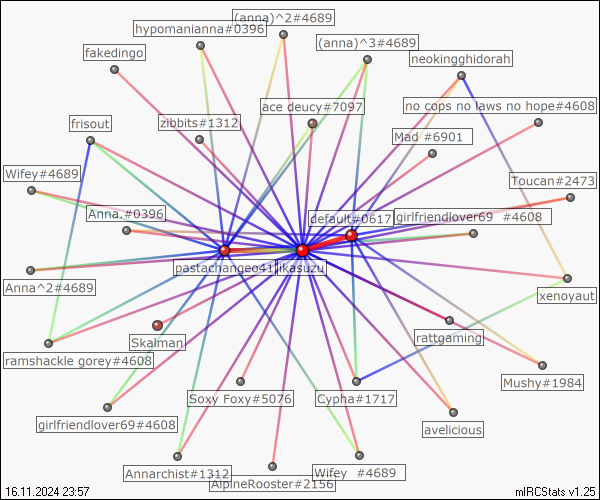 (anna)^2#4689
hypomanianna#0396
(anna)^3#4689
fakedingo
neokingghidorah
ace deucy#7097
no cops no laws no hope#4608
frisout
zibbits#1312
Mad #6901
Wifey#4689
Toucan#2473
Anna.#0396
default#0617
girlfriendlover69 #4608
pastachangeo41
jikasuzu
Anna^2#4689
xenoyaut
Skalman
rattgaming
ramshackle gorey#4608
Mushy#1984
Soxy Foxy#5076
Cypha#1717
girlfriendlover69#4608
avelicious
Annarchist#1312
Wifey #4689
AlpineRooster#2156
16.11.2024 23:57
mIRCStats v1.25